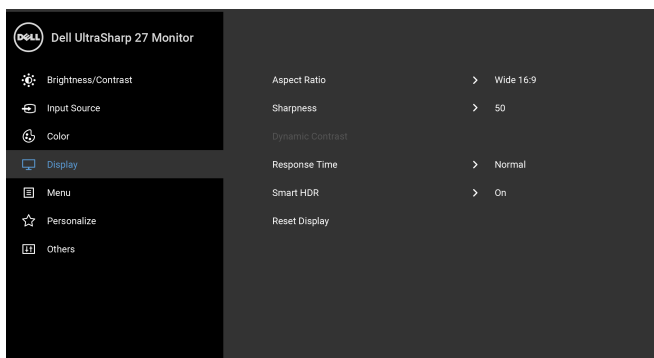 DELL Dell UltraSharp 27 Monitor
Brightness/Contrast
Input Source
Color
Display
Menu
Personalize
Others
Aspect Ratio > Wide 16:9
Sharpness > 50
Dynamic Contrast
Response Time > Normal
Smart HDR > On
Reset Display